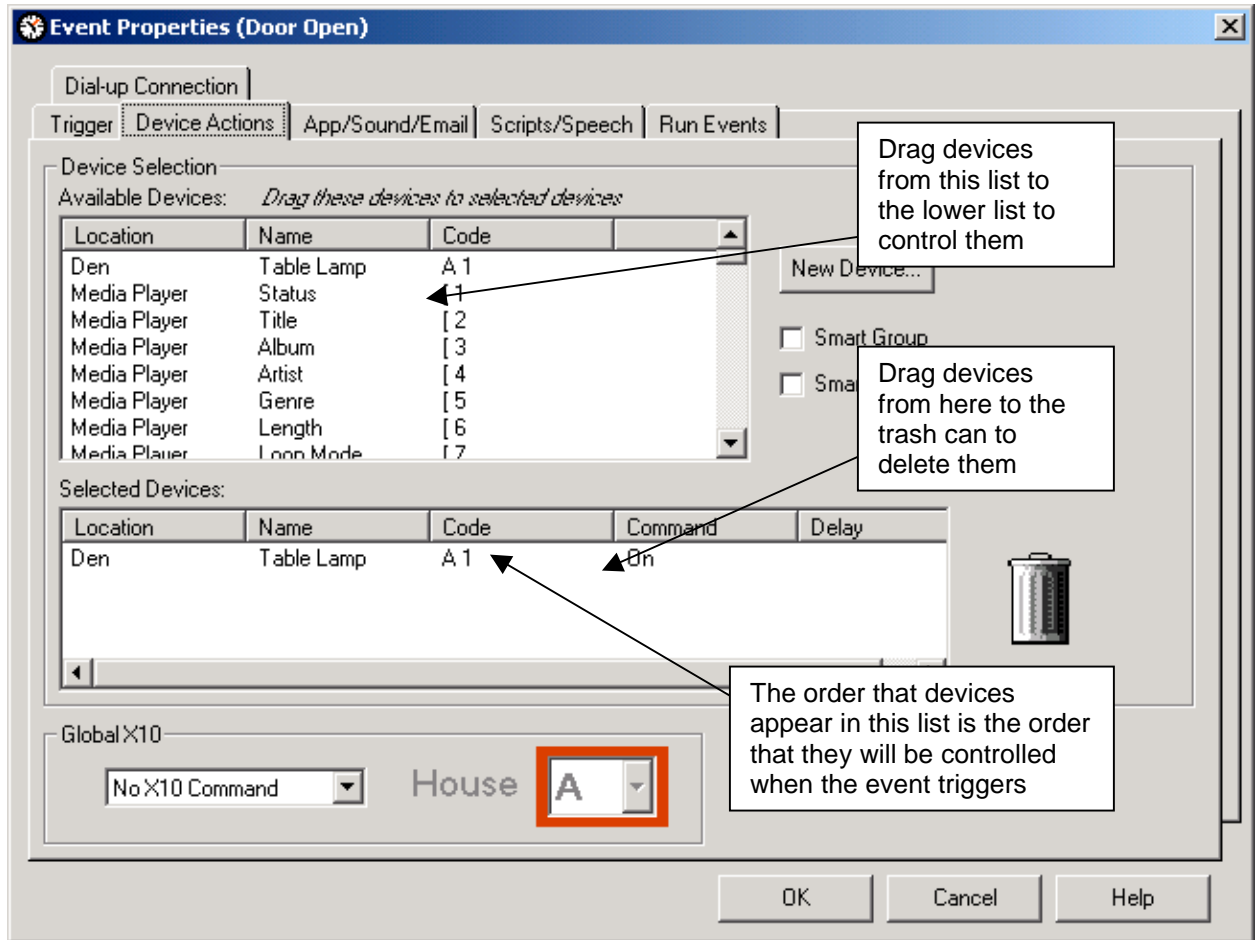 Event Properties (Door Open)
Dial-up Connection
Trigger Device Actions App/Sound/Email Scripts/Speech Run Events
Device Selection
Available Devices: Drag these devices to selected devices
Location Name Code
Den Table Lamp A 1
Media Player Status [ 1
Media Player Title [ 2
Media Player Album [ 3
Media Player Artist [ 4
Media Player Genre [ 5
Media Player Length [ 6
Media Player Loop Mode [ 7
New Device...
Smart Group
Drag devices
from this list to
the lower list to
control them
Drag devices
from here to the
trash can to
delete them
Selected Devices:
Location Name Code Command Delay
Den Table Lamp A 1 On
The order that devices
appear in this list is the order
that they will be controlled
when the event triggers
Global X10
No X10 Command House A
OK Cancel Help